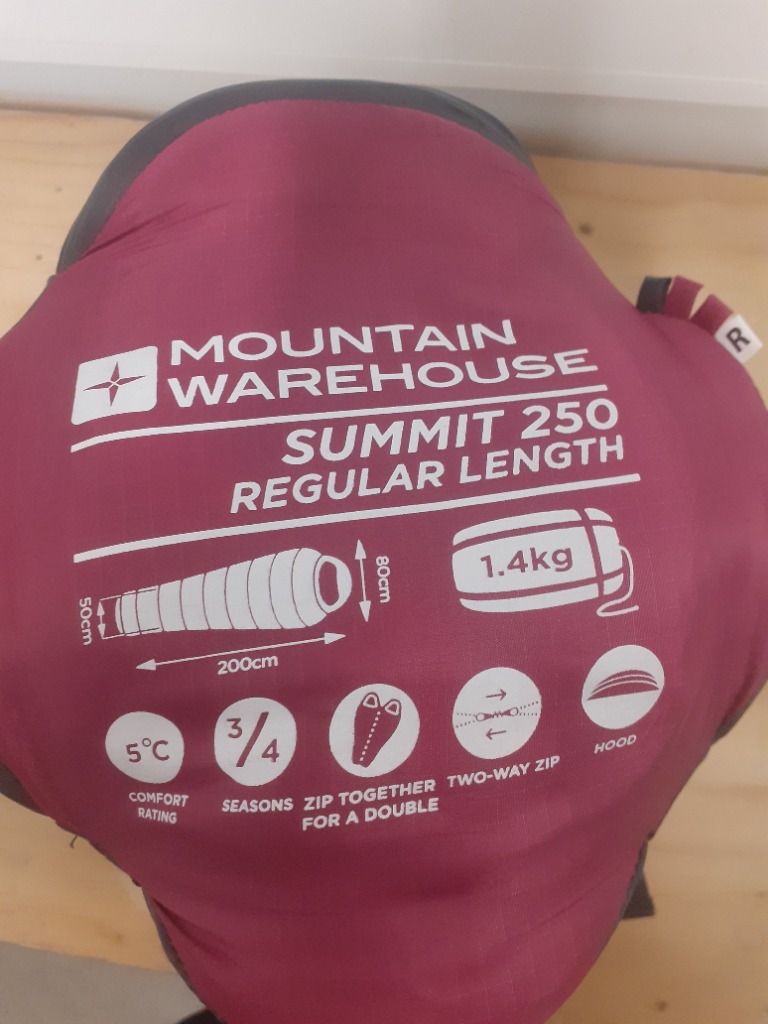 MOUNTAIN
WAREHOUSE
SUMMIT 250
REGULAR LENGTH
R
50cm
80cm
200cm
1.4kg
5°C
COMFORT
RATING
3/4
SEASONS
ZIP TOGETHER
FOR A DOUBLE
TWO-WAY ZIP
HOOD